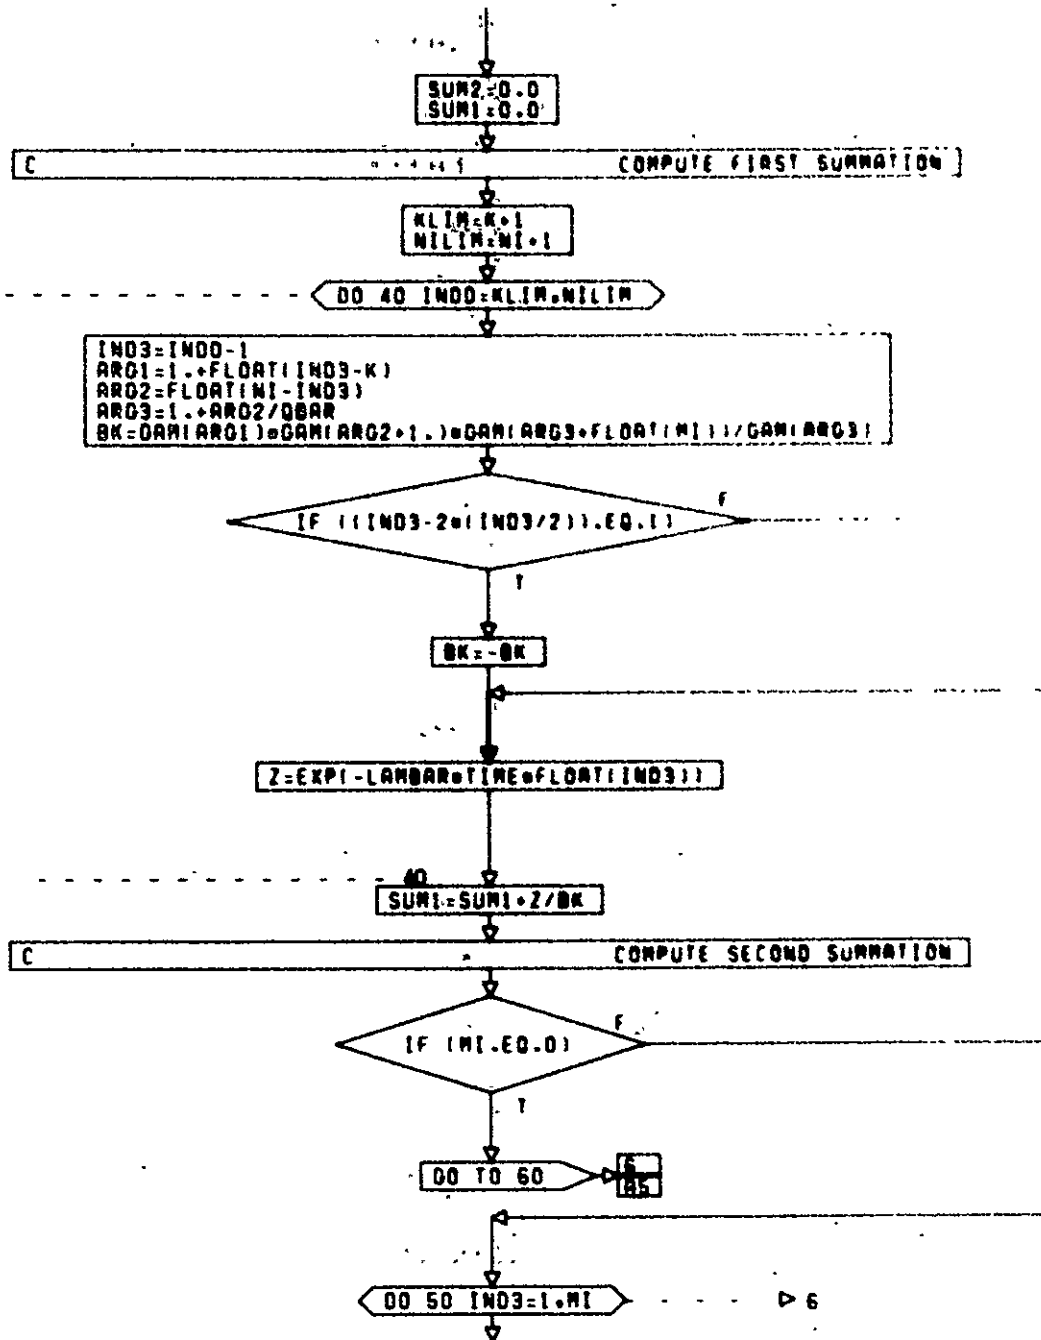 SUM2=0.0
SUM1=0.0
C COMPUTE FIRST SUMMATION
KLIM=K+1
NILIM=NI+1
DO 40 INDD=KLIM,NILIM
IND3=INDD-1
ARG1=1.+FLOAT(IND3-K)
ARG2=FLOAT(NI-IND3)
ARG3=1.+ARG2/QBAR
BK=GAM(ARG1)*GAM(ARG2+1.)*GAM(ARG3+FLOAT(MI))/GAM(ARG3)
F
IF ((IND3-2*(IND3/2)).EQ.1)
T
BK=-BK
Z=EXP(-LAMBAR*TIME*FLOAT(IND3))
40
SUM1=SUM1+Z/BK
C COMPUTE SECOND SUMMATION
F
IF (MI.EQ.0)
T
GO TO 60
6
A5
DO 50 IND3=1,MI
6